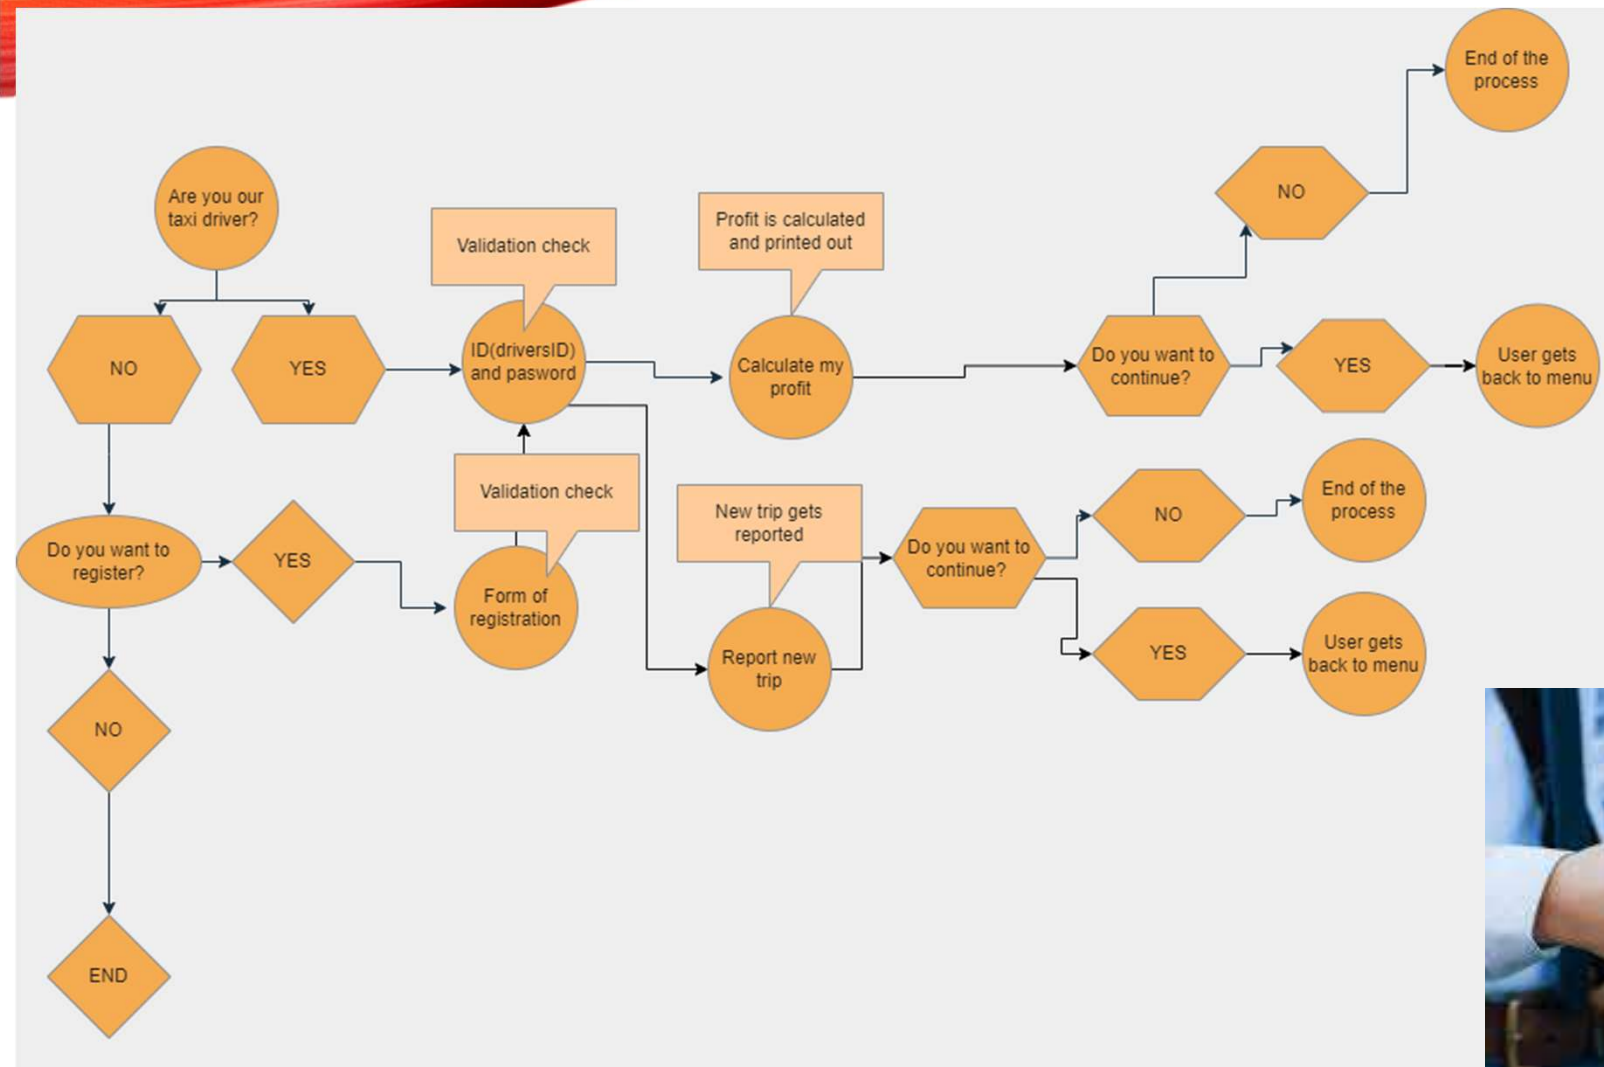 End of the
process
NO
Are you our
taxi driver?
Validation check
Profit is calculated
and printed out
NO
YES
ID(driversID)
and pasword
Calculate my
profit
Do you want to
continue?
YES
User gets
back to menu
Validation check
New trip gets
reported
Do you want to
continue?
NO
End of the
process
Do you want to
register?
YES
Form of
registration
Report new
trip
YES
User gets
back to menu
NO
END